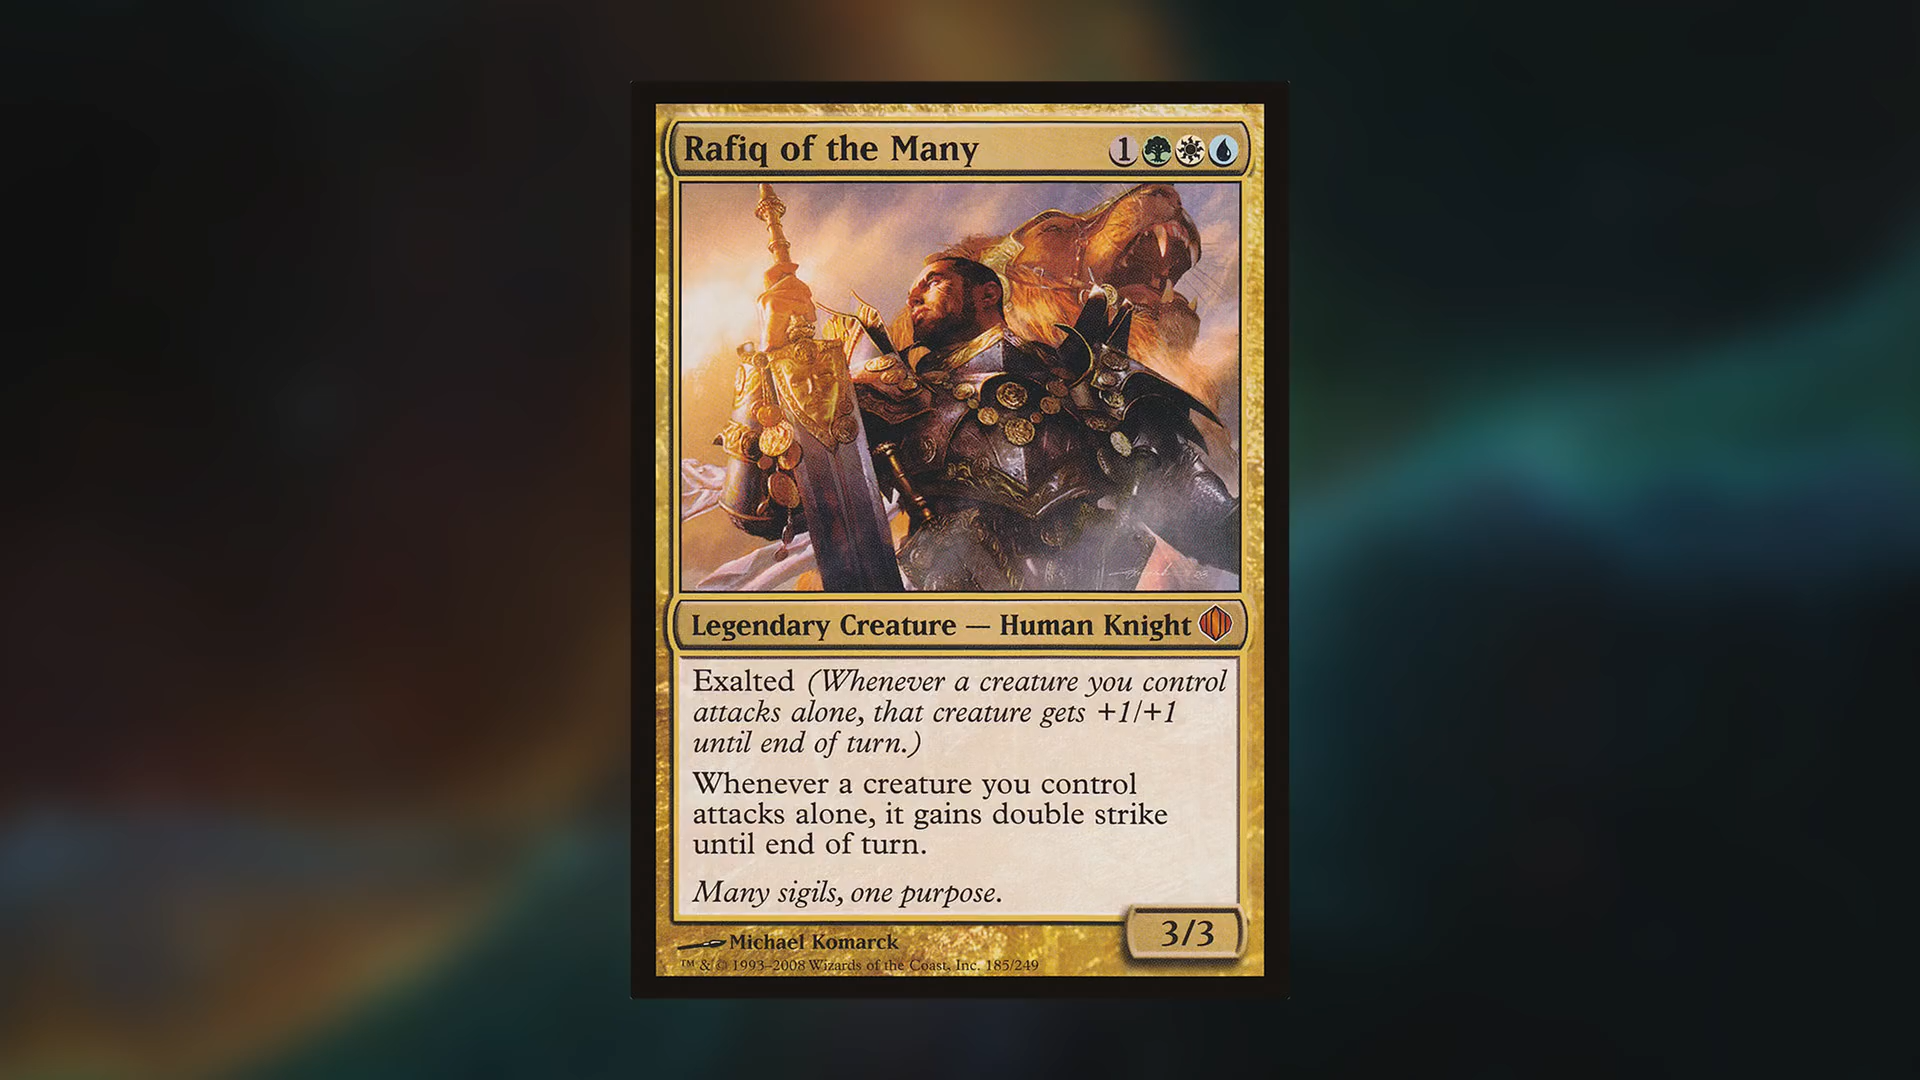 Rafiq of the Many
1
Legendary Creature — Human Knight
Exalted (Whenever a creature you control
attacks alone, that creature gets +1/+1
until end of turn.)
Whenever a creature you control
attacks alone, it gains double strike
until end of turn.
Many sigils, one purpose.
3/3
Michael Komarck
™ & © 1993–2008 Wizards of the Coast, Inc. 185/249